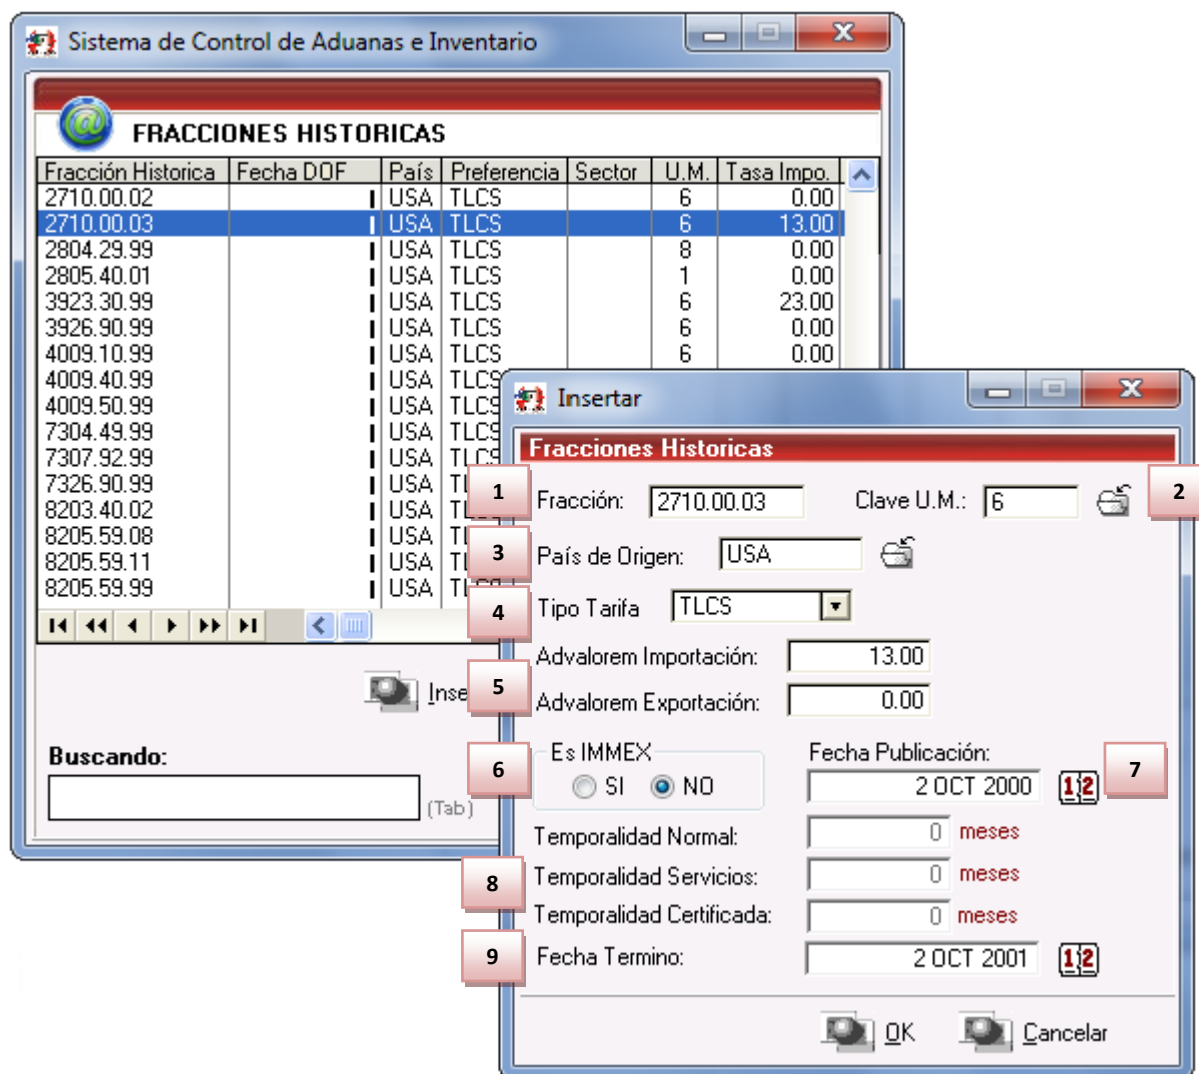 Sistema de Control de Aduanas e Inventario
FRACCIONES HISTORICAS
Fracción Historica Fecha DOF País Preferencia Sector U.M. Tasa Impo.
2710.00.02 USA TLCS 6 0.00
2710.00.03 USA TLCS 6 13.00
2804.29.99 USA TLCS 8 0.00
2805.40.01 USA TLCS 1 0.00
3923.30.99 USA TLCS 6 23.00
3926.90.99 USA TLCS 6 0.00
4009.10.99 USA TLCS 6 0.00
4009.40.99 USA TLCS
4009.50.99 USA TLCS
7304.49.99 USA TLCS
7307.92.99 USA
7326.90.99 USA
8203.40.02 USA
8205.59.08 USA
8205.59.11 USA
8205.59.99 USA
Buscando:
(Tab)
Insertar
Fracciones Historicas
1 Fracción: 2710.00.03 Clave U.M.: 6 2
3 País de Origen: USA
4 Tipo Tarifa TLCS
Advalorem Importación: 13.00
5
Advalorem Exportación: 0.00
6 Es IMMEX Fecha Publicación: 7
SI NO 2 OCT 2000 12
Temporalidad Normal: 0 meses
8 Temporalidad Servicios: 0 meses
Temporalidad Certificada: 0 meses
9 Fecha Termino: 2 OCT 2001 12
OK Cancelar